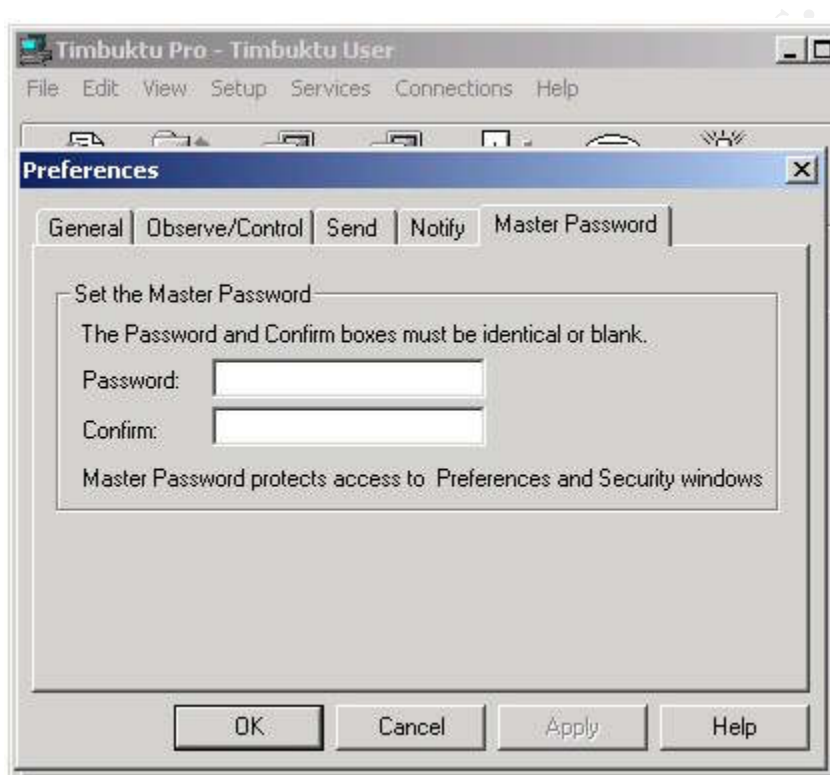 Timbuktu Pro - Timbuktu User
File Edit View Setup Services Connections Help
Preferences
General Observe/Control Send Notify Master Password
Set the Master Password
The Password and Confirm boxes must be identical or blank.
Password:
Confirm:
Master Password protects access to Preferences and Security windows
OK Cancel Apply Help